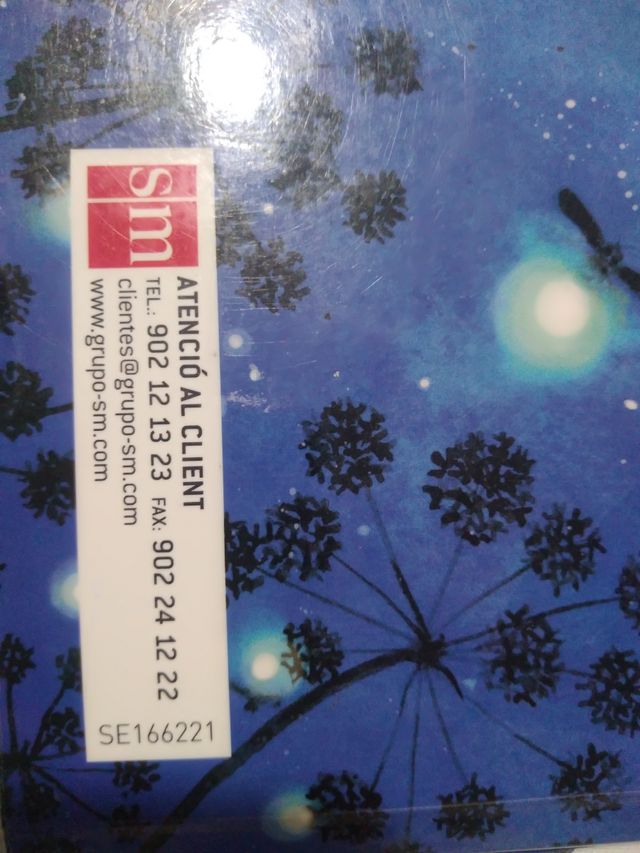 sm
ATENCIÓ AL CLIENT
TEL.: 902 12 13 23 FAX: 902 24 12 22
clientes@grupo-sm.com
www.grupo-sm.com
SE166221